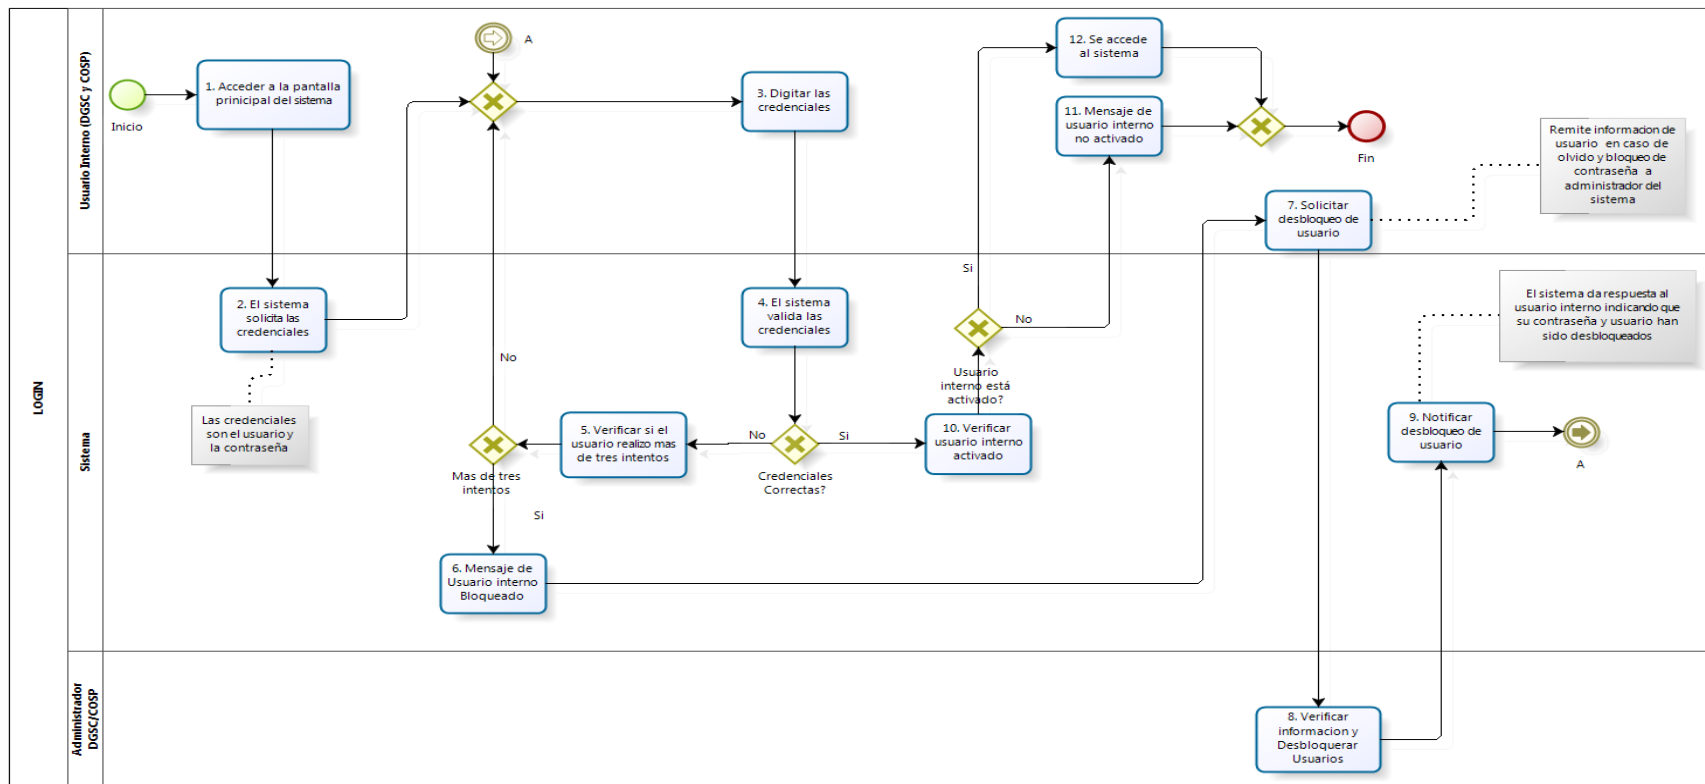 LOGIN
Usuario Interno (DGSC y COSP)
Inicio
1. Acceder a la pantalla
prinicipal del sistema
A
3. Digitar las
credenciales
12. Se accede
al sistema
11. Mensaje de
usuario interno
no activado
Fin
Remite informacion de
usuario en caso de
olvido y bloqueo de
contraseña a
administrador del
sistema
7. Solicitar
desbloqueo de
usuario
Sistema
2. El sistema
solicita las
credenciales
Las credenciales
son el usuario y
la contraseña
No
4. El sistema
valida las
credenciales
Si
No
Usuario
interno está
activado?
El sistema da respuesta al
usuario interno indicando que
su contraseña y usuario han
sido desbloqueados
Mas de tres
intentos
Si
5. Verificar si el
usuario realizo mas
de tres intentos
No
Si
Credenciales
Correctas?
10. Verificar
usuario interno
activado
9. Notificar
desbloqueo de
usuario
A
6. Mensaje de
Usuario interno
Bloqueado
Administrador
DGSC/COSP
8. Verificar
informacion y
Desbloquerar
Usuarios